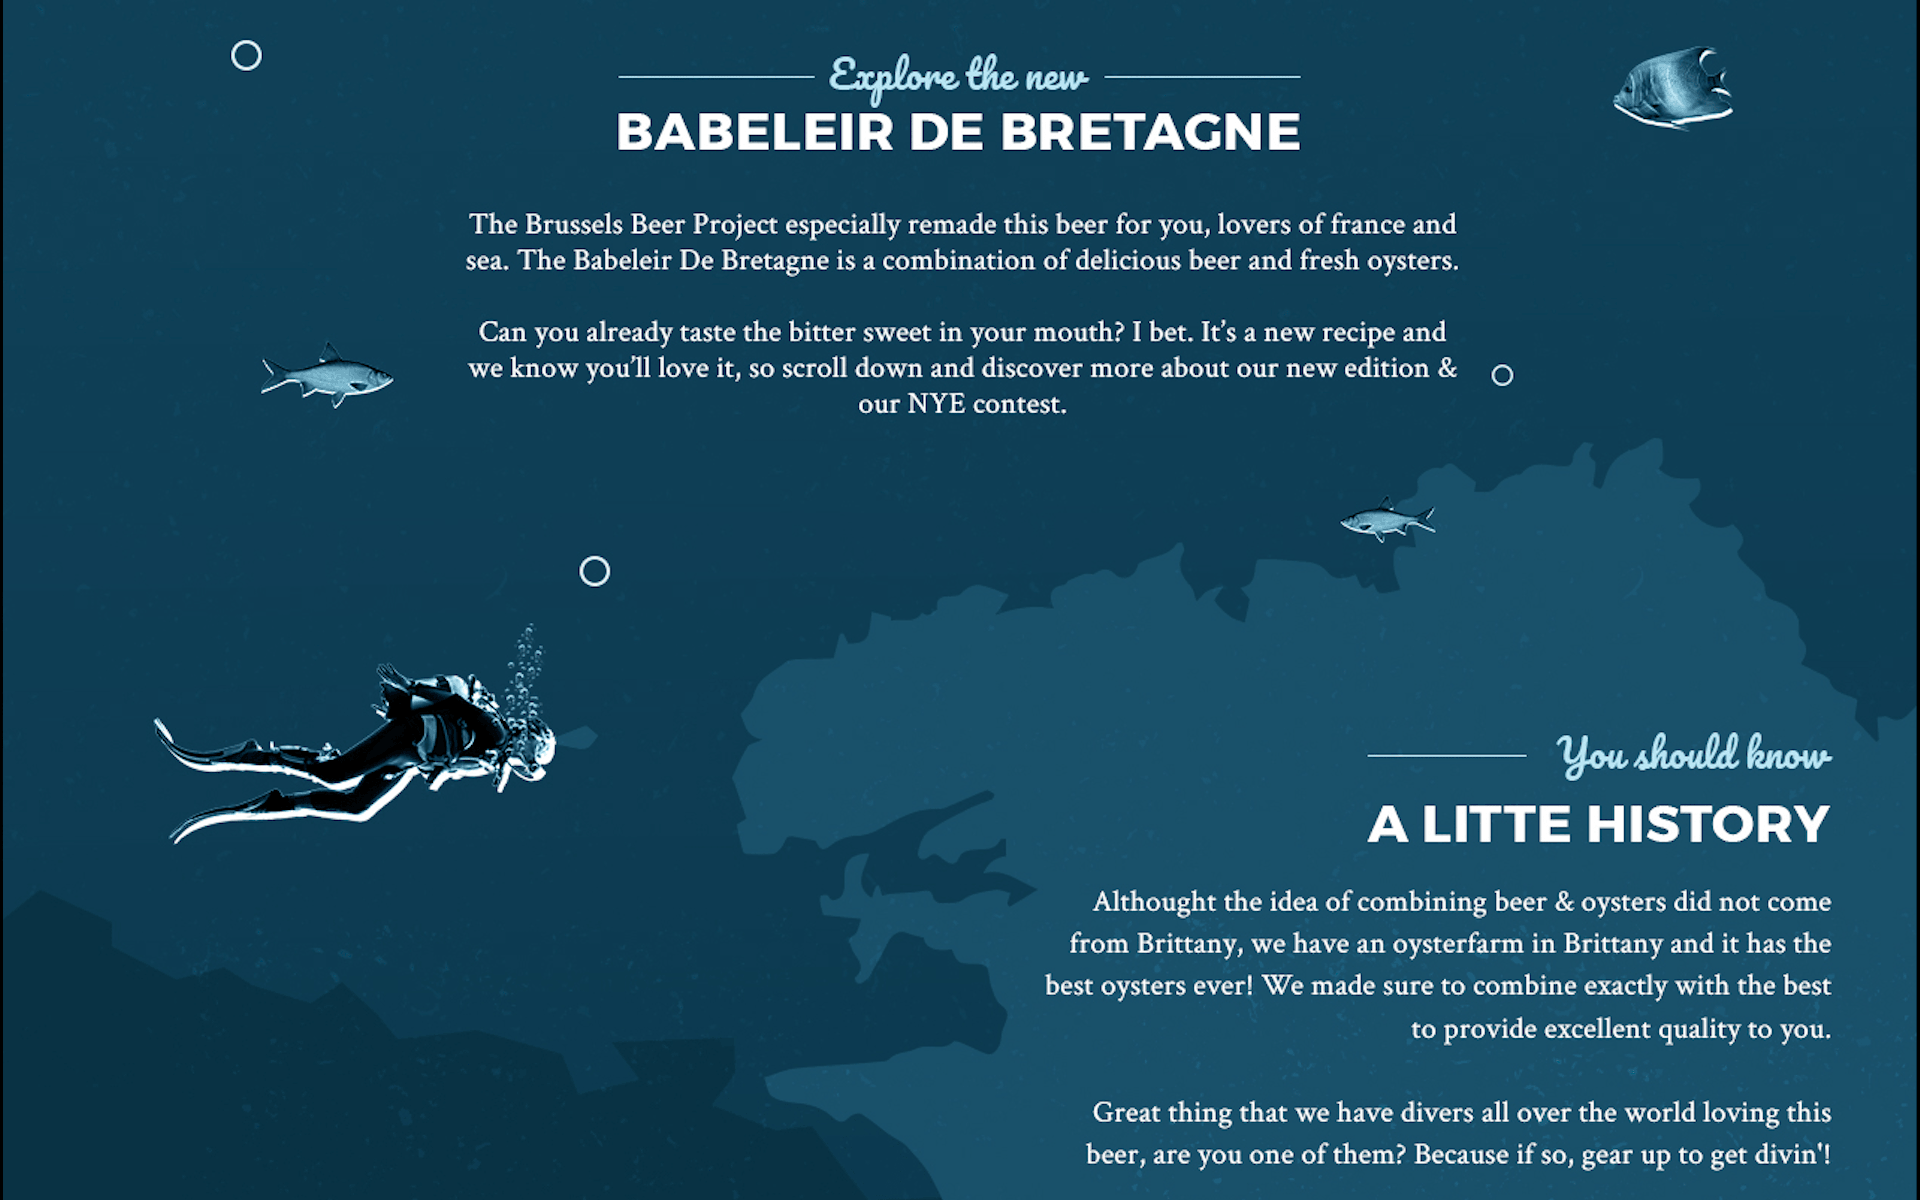 Explore the new
BABELEIR DE BRETAGNE
The Brussels Beer Project especially remade this beer for you, lovers of france and
sea. The Babeleir De Bretagne is a combination of delicious beer and fresh oysters.
Can you already taste the bitter sweet in your mouth? I bet. It’s a new recipe and
we know you’ll love it, so scroll down and discover more about our new edition &
our NYE contest.
You should know
A LITTE HISTORY
Althought the idea of combining beer & oysters did not come
from Brittany, we have an oysterfarm in Brittany and it has the
best oysters ever! We made sure to combine exactly with the best
to provide excellent quality to you.
Great thing that we have divers all over the world loving this
beer, are you one of them? Because if so, gear up to get divin'!